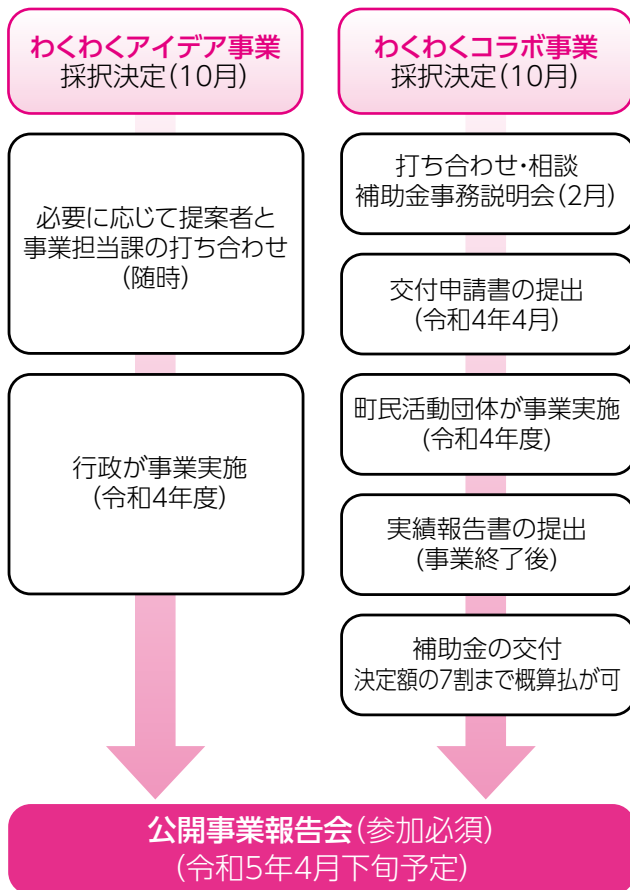 わくわくアイデア事業
採択決定(10月)
必要に応じて提案者と
事業担当課の打ち合わせ
(随時)
行政が事業実施
(令和4年度)
わくわくコラボ事業
採択決定(10月)
打ち合わせ・相談
補助金事務説明会(2月)
交付申請書の提出
(令和4年4月)
町民活動団体が事業実施
(令和4年度)
実績報告書の提出
(事業終了後)
補助金の交付
決定額の7割まで概算払が可
公開事業報告会(参加必須)
(令和5年4月下旬予定)